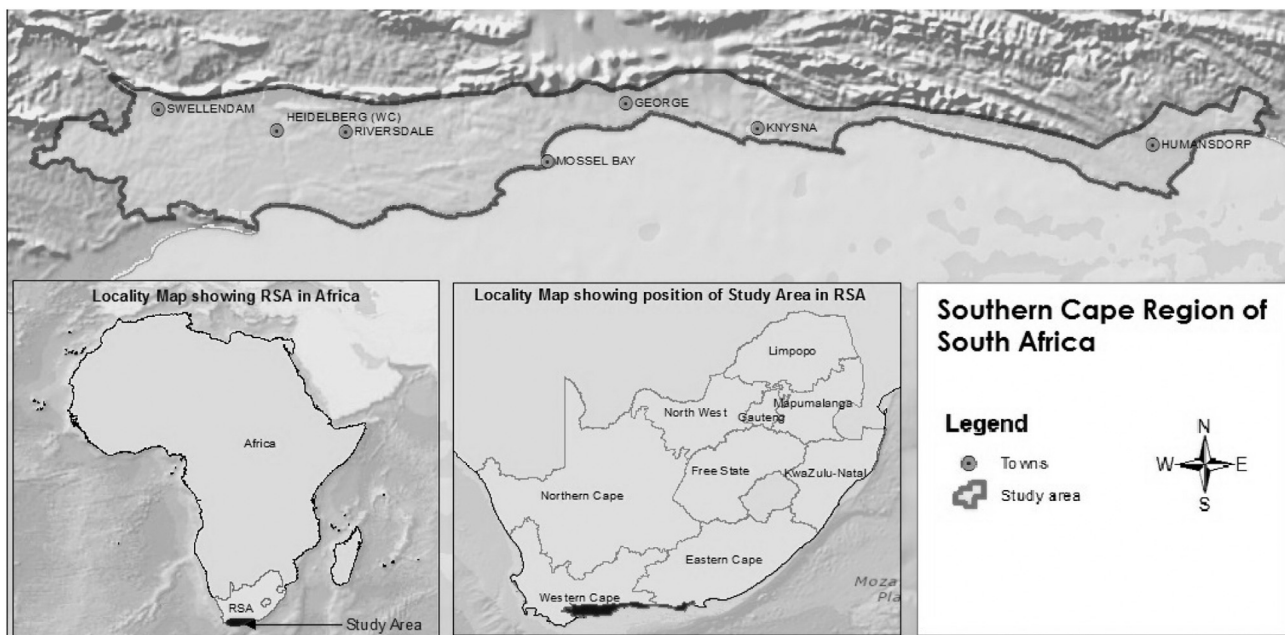 SWELLENDAM
HEIDELBERG (WC)
RIVERSDALE
MOSSEL BAY
GEORGE
KNYSNA
HUMANSDORP
Locality Map showing RSA in Africa
Africa
RSA
Study Area
Locality Map showing position of Study Area in RSA
Limpopo
North West
Mapumalanga
Gauteng
Free State
KwaZulu-Natal
Northern Cape
Eastern Cape
Western Cape
Southern Cape Region of
South Africa
Legend
Towns
Study area
N
W
E
S